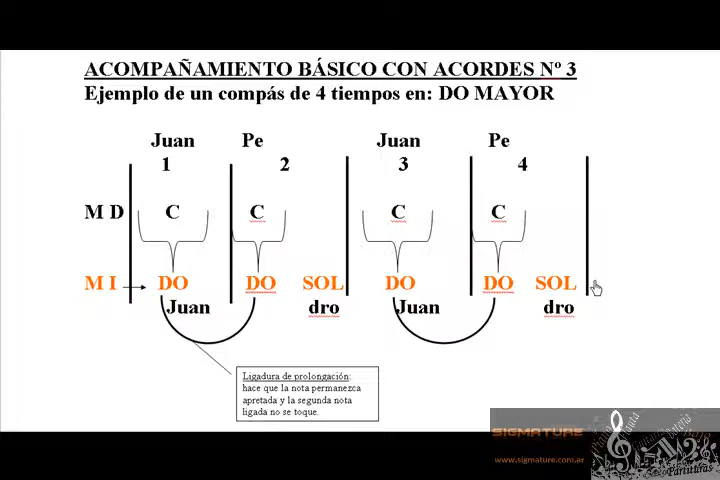 ACOMPAÑAMIENTO BÁSICO CON ACORDES Nº 3
Ejemplo de un compás de 4 tiempos en: DO MAYOR
Juan Pe Juan Pe
1 2 3 4
M D C C C C
M I DO DO SOL DO DO SOL
Juan dro Juan dro
Ligadura de prolongación:
hace que la nota permanezca
apretada y la segunda nota
ligada no se toque.
SIGMATURE
www.sigmature.com.ar
Partituras